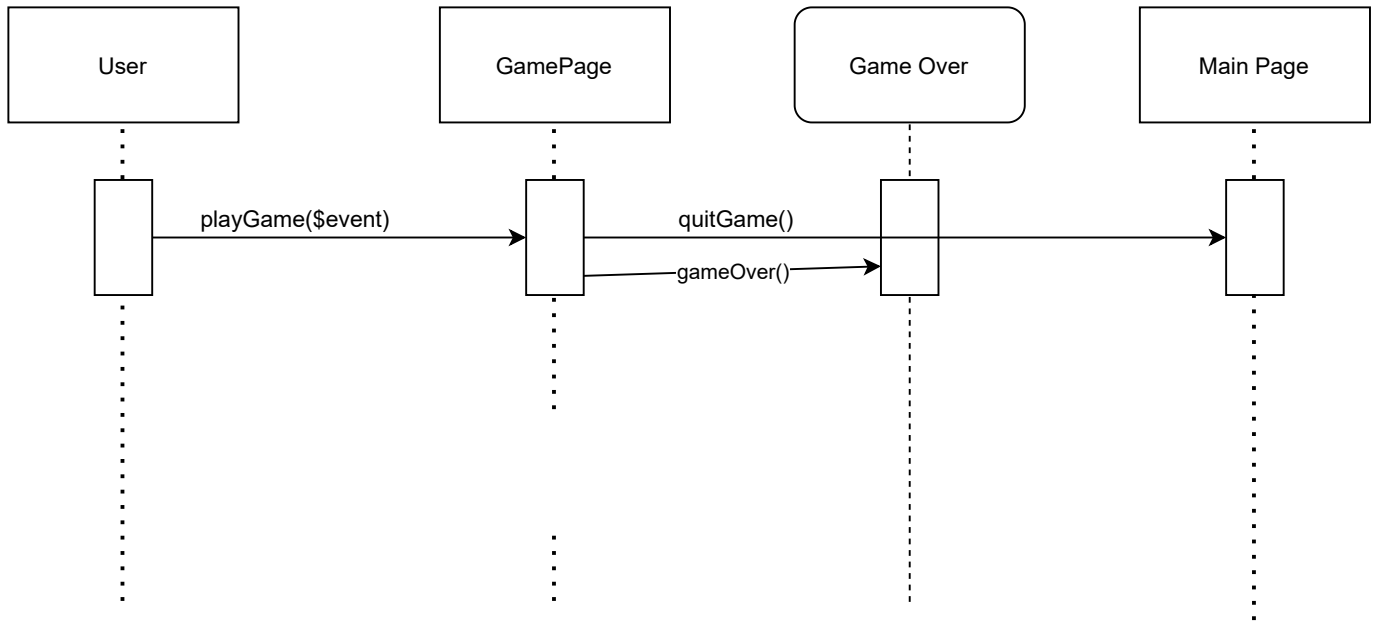 User
GamePage
Game Over
Main Page
playGame($event)
quitGame()
gameOver()